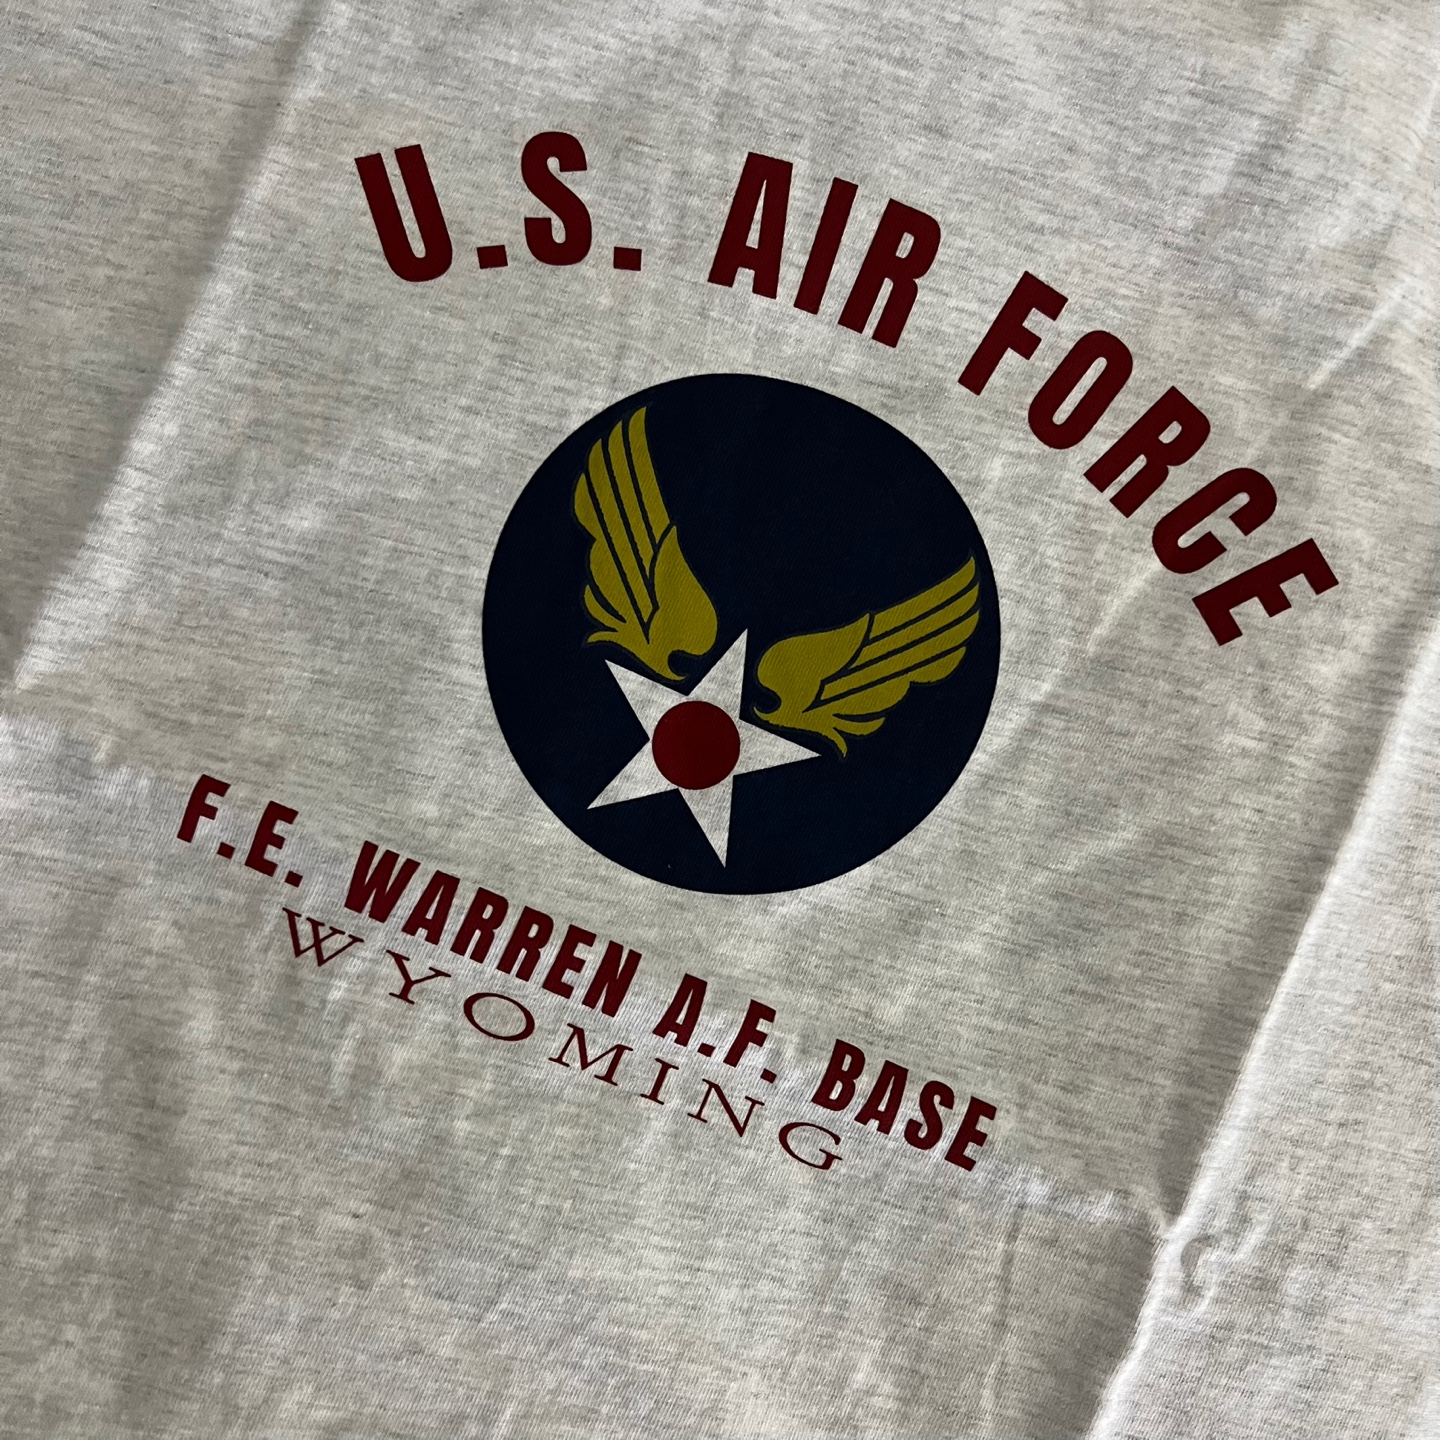 U.S. AIR FORCE
F.E. WARREN A.F. BASE
WYOMING